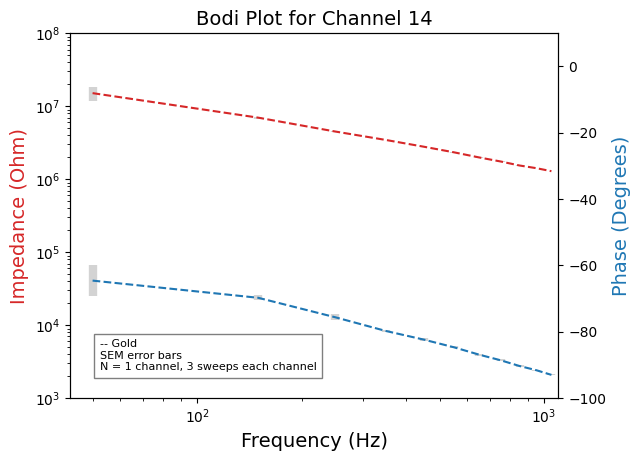 Bodi Plot for Channel 14
Impedance (Ohm)
10^8
10^7
10^6
10^5
10^4
10^3
-- Gold
SEM error bars
N = 1 channel, 3 sweeps each channel
10^2
10^3
Frequency (Hz)
0
−20
−40
−60
−80
−100
Phase (Degrees)